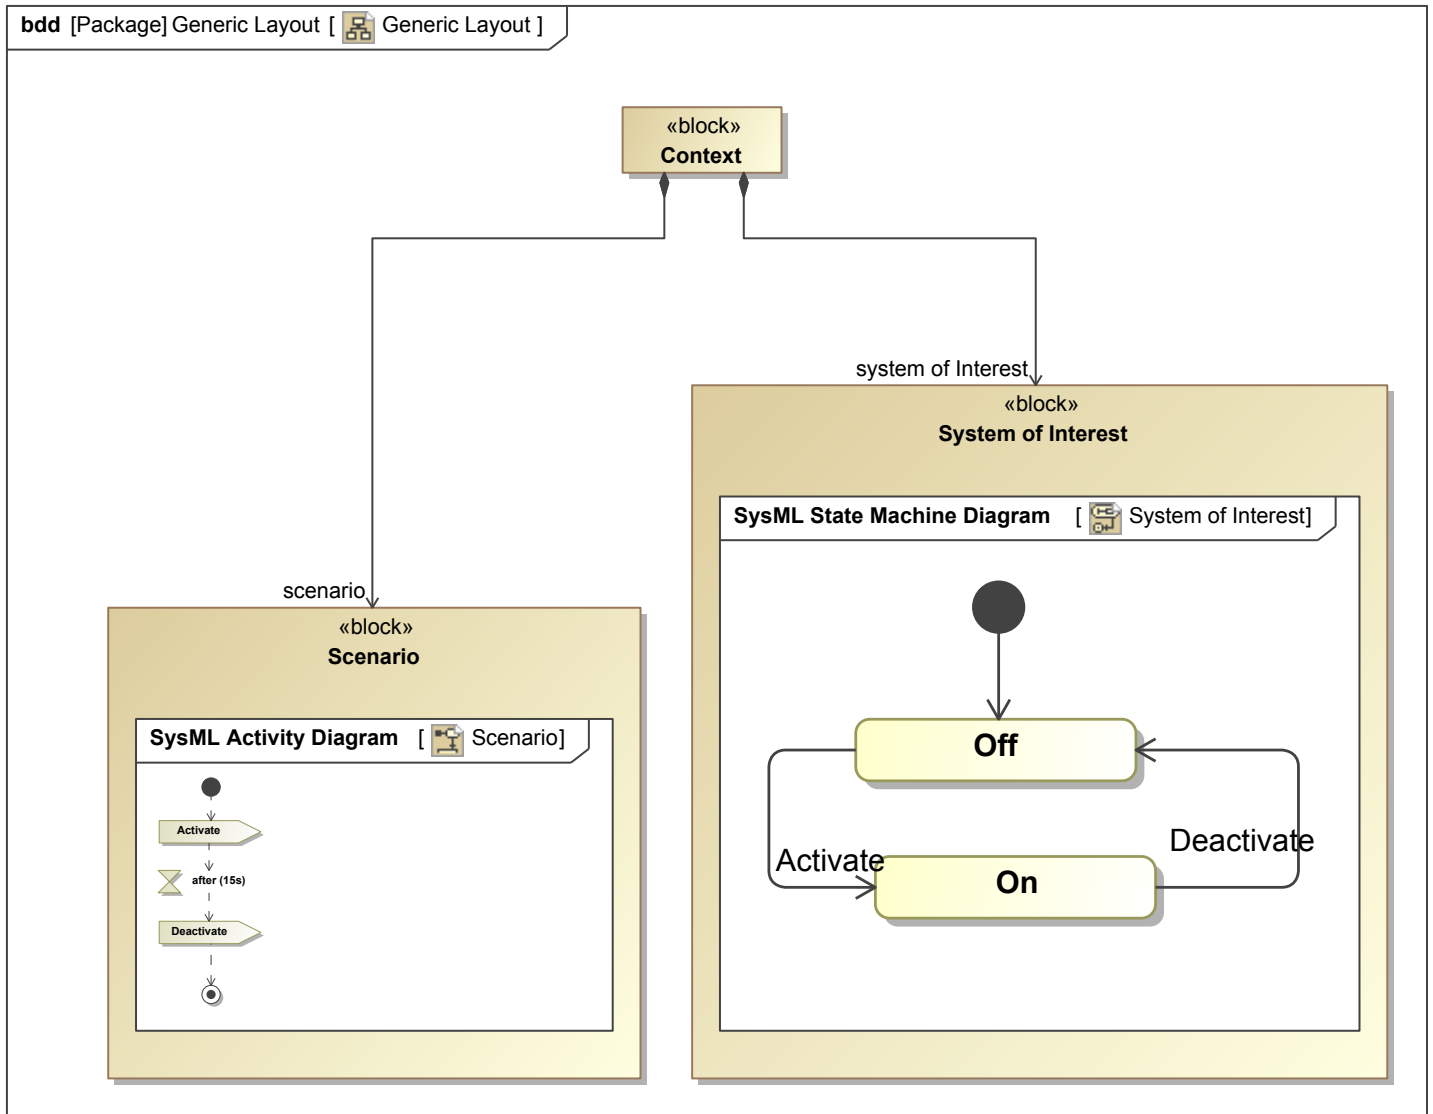 bdd [Package] Generic Layout [ Generic Layout ]
«block»
Context
system of Interest
«block»
System of Interest
SysML State Machine Diagram [ System of Interest]
Off
Activate
Deactivate
On
scenario
«block»
Scenario
SysML Activity Diagram [ Scenario]
Activate
after (15s)
Deactivate